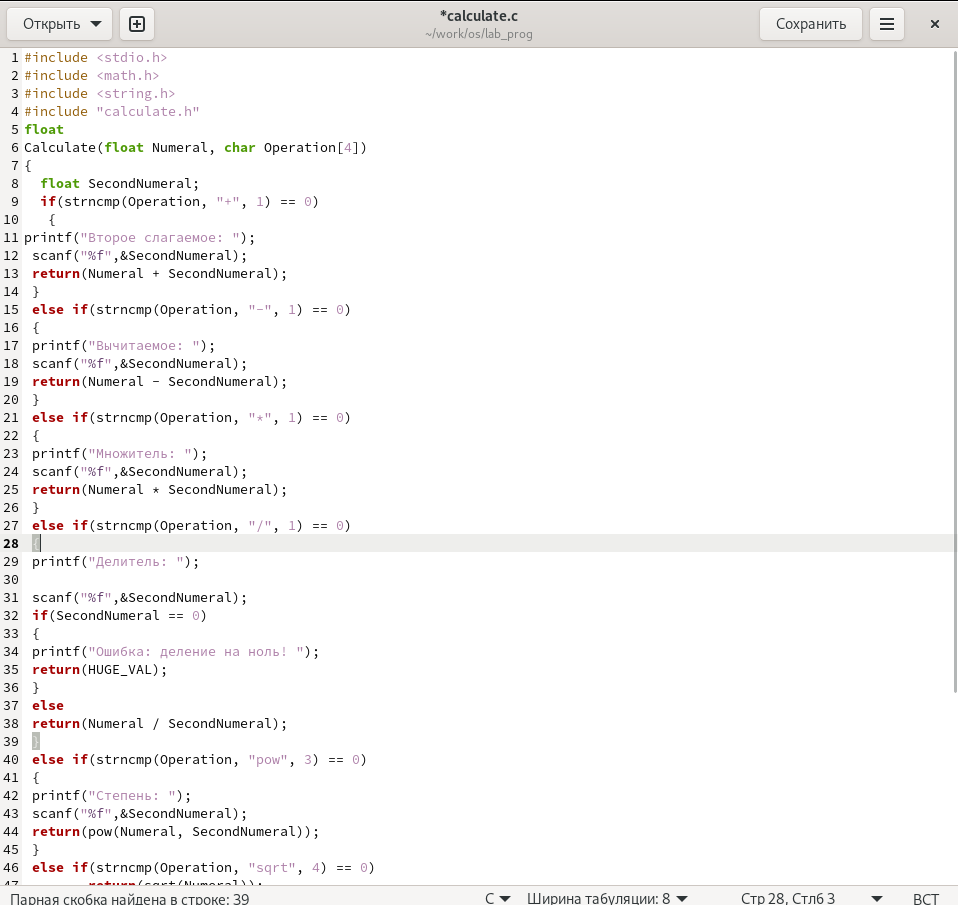 Открыть
*calculate.c
~/work/os/lab_prog
Сохранить
1 #include <stdio.h>
2 #include <math.h>
3 #include <string.h>
4 #include "calculate.h"
5 float
6 Calculate(float Numeral, char Operation[4])
7 {
8   float SecondNumeral;
9   if(strncmp(Operation, "+", 1) == 0)
10    {
11 printf("Второе слагаемое: ");
12  scanf("%f",&SecondNumeral);
13  return(Numeral + SecondNumeral);
14  }
15  else if(strncmp(Operation, "-", 1) == 0)
16  {
17  printf("Вычитаемое: ");
18  scanf("%f",&SecondNumeral);
19  return(Numeral - SecondNumeral);
20  }
21  else if(strncmp(Operation, "*", 1) == 0)
22  {
23  printf("Множитель: ");
24  scanf("%f",&SecondNumeral);
25  return(Numeral * SecondNumeral);
26  }
27  else if(strncmp(Operation, "/", 1) == 0)
28  {
29  printf("Делитель: ");
30
31  scanf("%f",&SecondNumeral);
32  if(SecondNumeral == 0)
33  {
34  printf("Ошибка: деление на ноль! ");
35  return(HUGE_VAL);
36  }
37  else
38  return(Numeral / SecondNumeral);
39  }
40  else if(strncmp(Operation, "pow", 3) == 0)
41  {
42  printf("Степень: ");
43  scanf("%f",&SecondNumeral);
44  return(pow(Numeral, SecondNumeral));
45  }
46  else if(strncmp(Operation, "sqrt", 4) == 0)
47         return(sqrt(Numeral));
Парная скобка найдена в строке: 39
C
Ширина табуляции: 8
Стр 28, Стлб 3
ВСТ